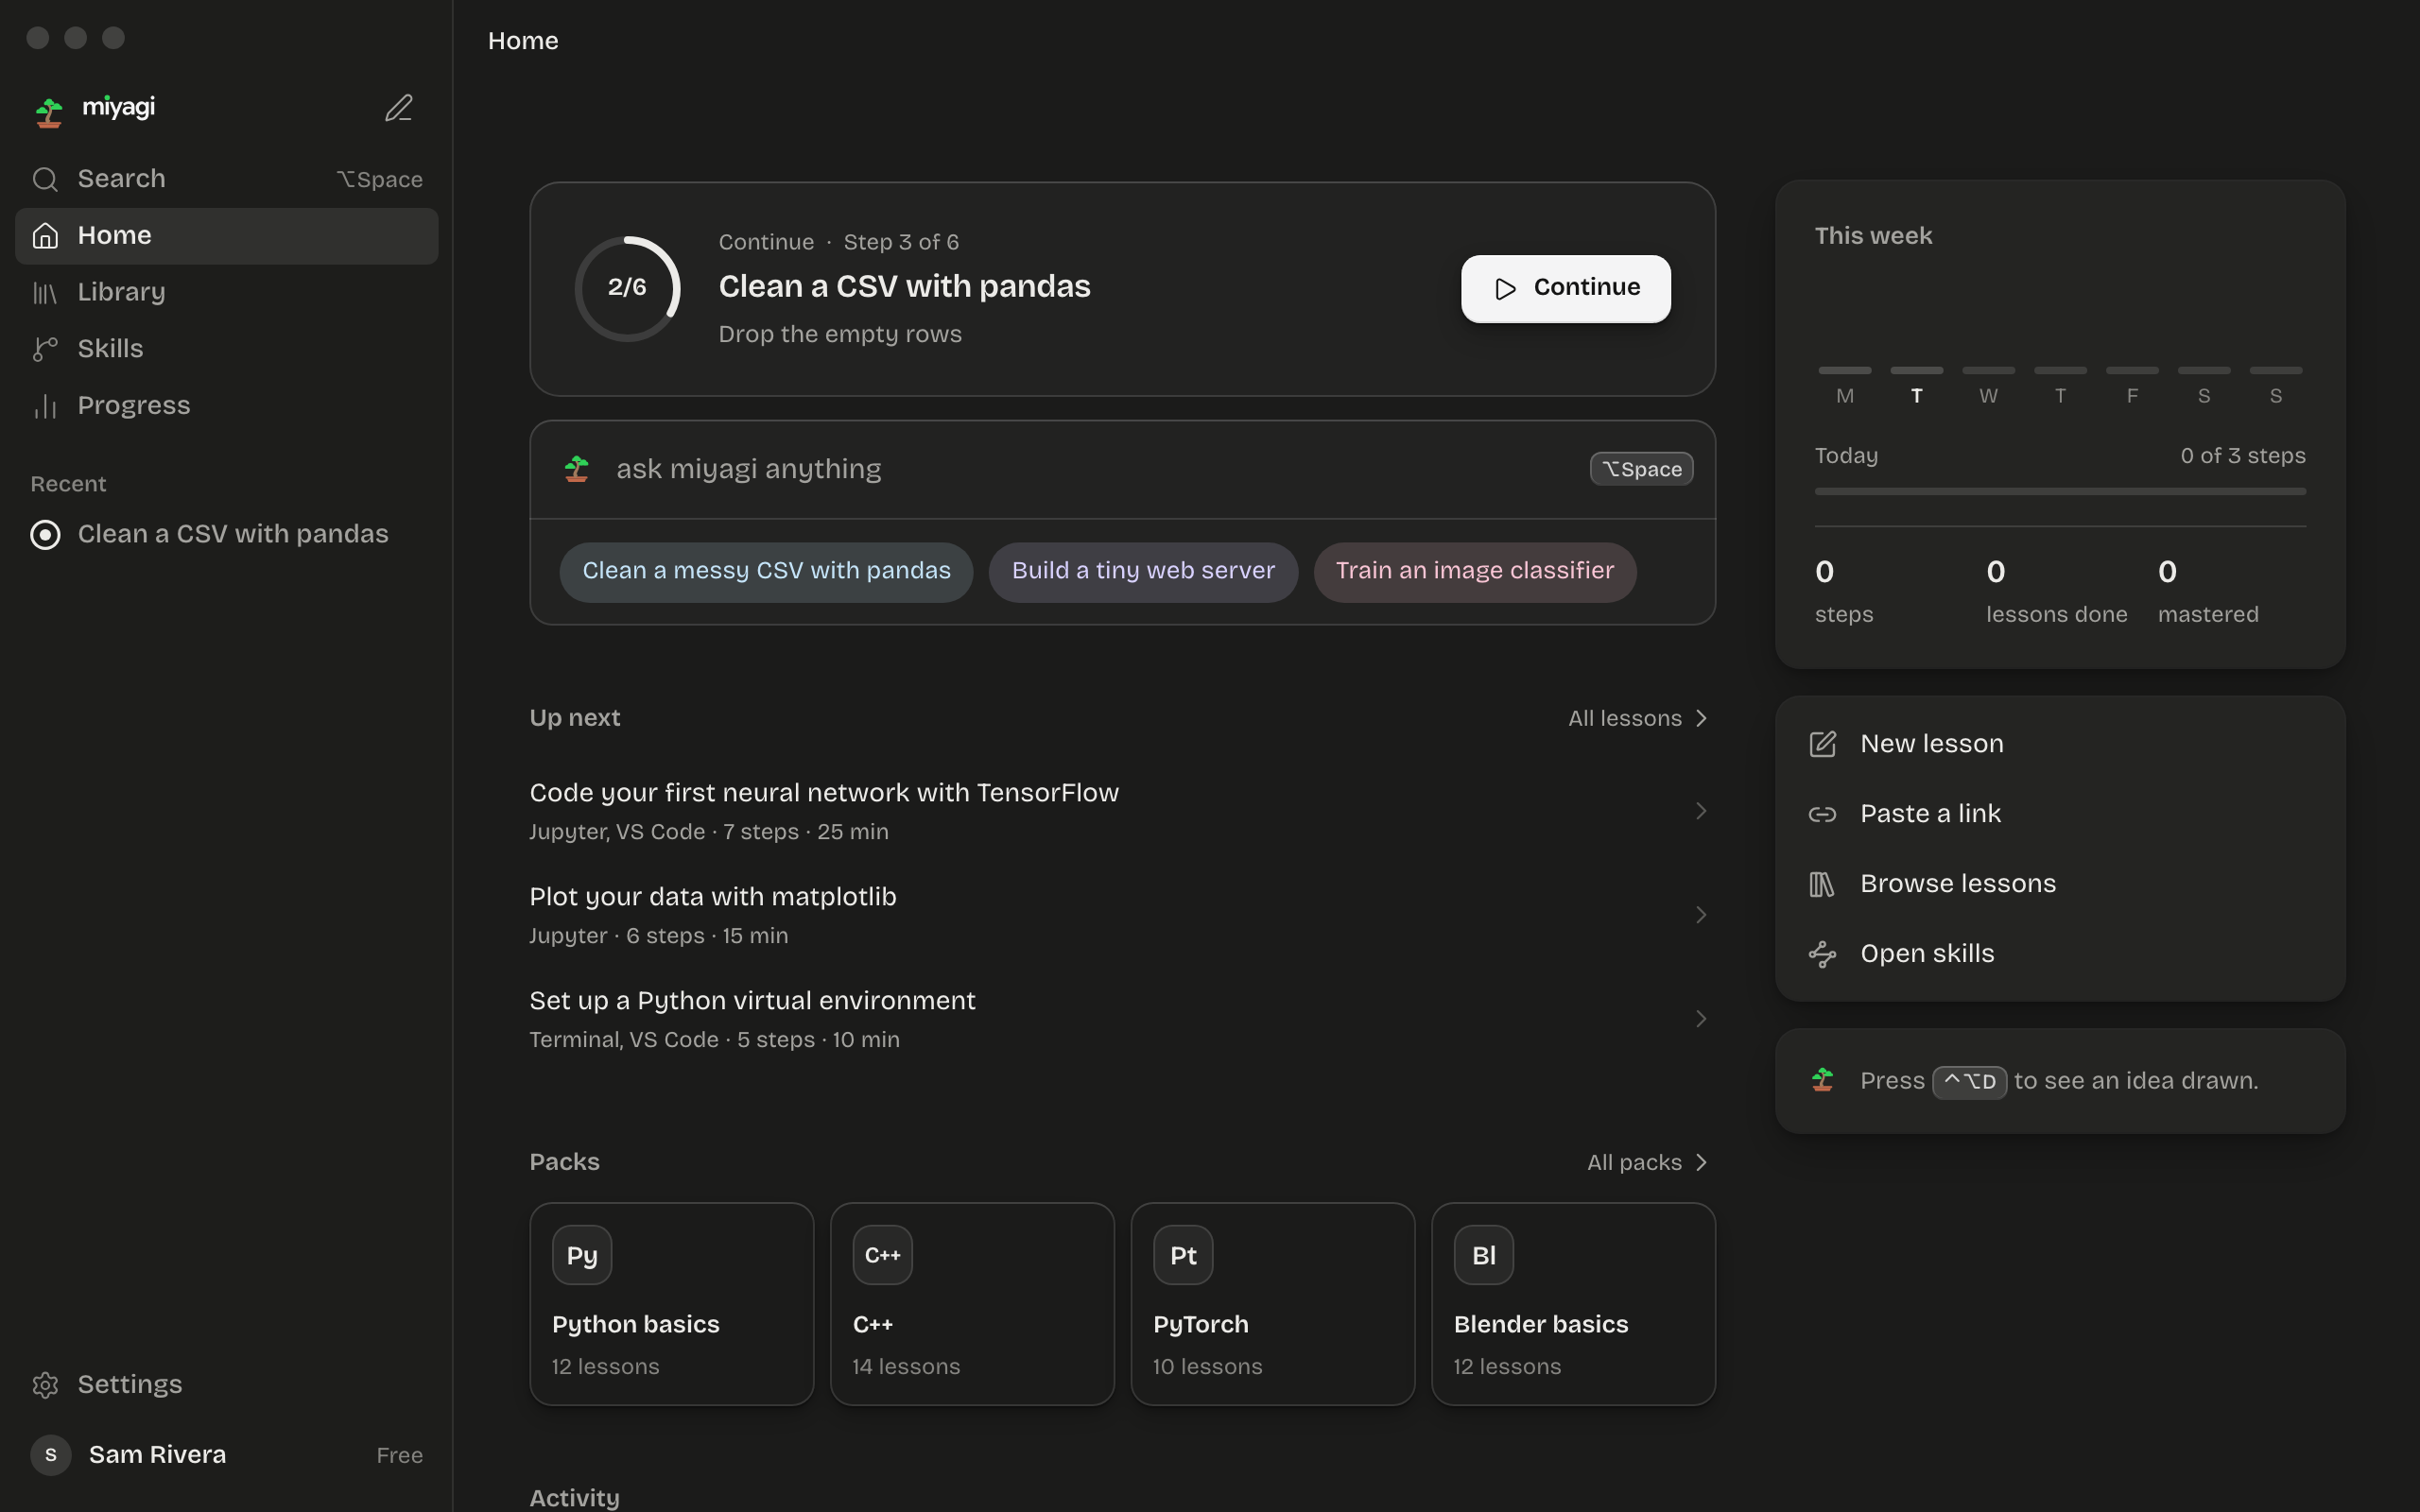 miyagi
Search ⌥Space
Home
Library
Skills
Progress
Recent
Clean a CSV with pandas
Settings
S Sam Rivera Free
Home
2/6
Continue · Step 3 of 6
Clean a CSV with pandas
Drop the empty rows
Continue
ask miyagi anything ⌥Space
Clean a messy CSV with pandas Build a tiny web server Train an image classifier
Up next All lessons
Code your first neural network with TensorFlow
Jupyter, VS Code · 7 steps · 25 min
Plot your data with matplotlib
Jupyter · 6 steps · 15 min
Set up a Python virtual environment
Terminal, VS Code · 5 steps · 10 min
Packs All packs
Py
Python basics
12 lessons
C++
C++
14 lessons
Pt
PyTorch
10 lessons
Bl
Blender basics
12 lessons
Activity
This week
M T W T F S S
Today 0 of 3 steps
0 0 0
steps lessons done mastered
New lesson
Paste a link
Browse lessons
Open skills
Press ^⌥D to see an idea drawn.